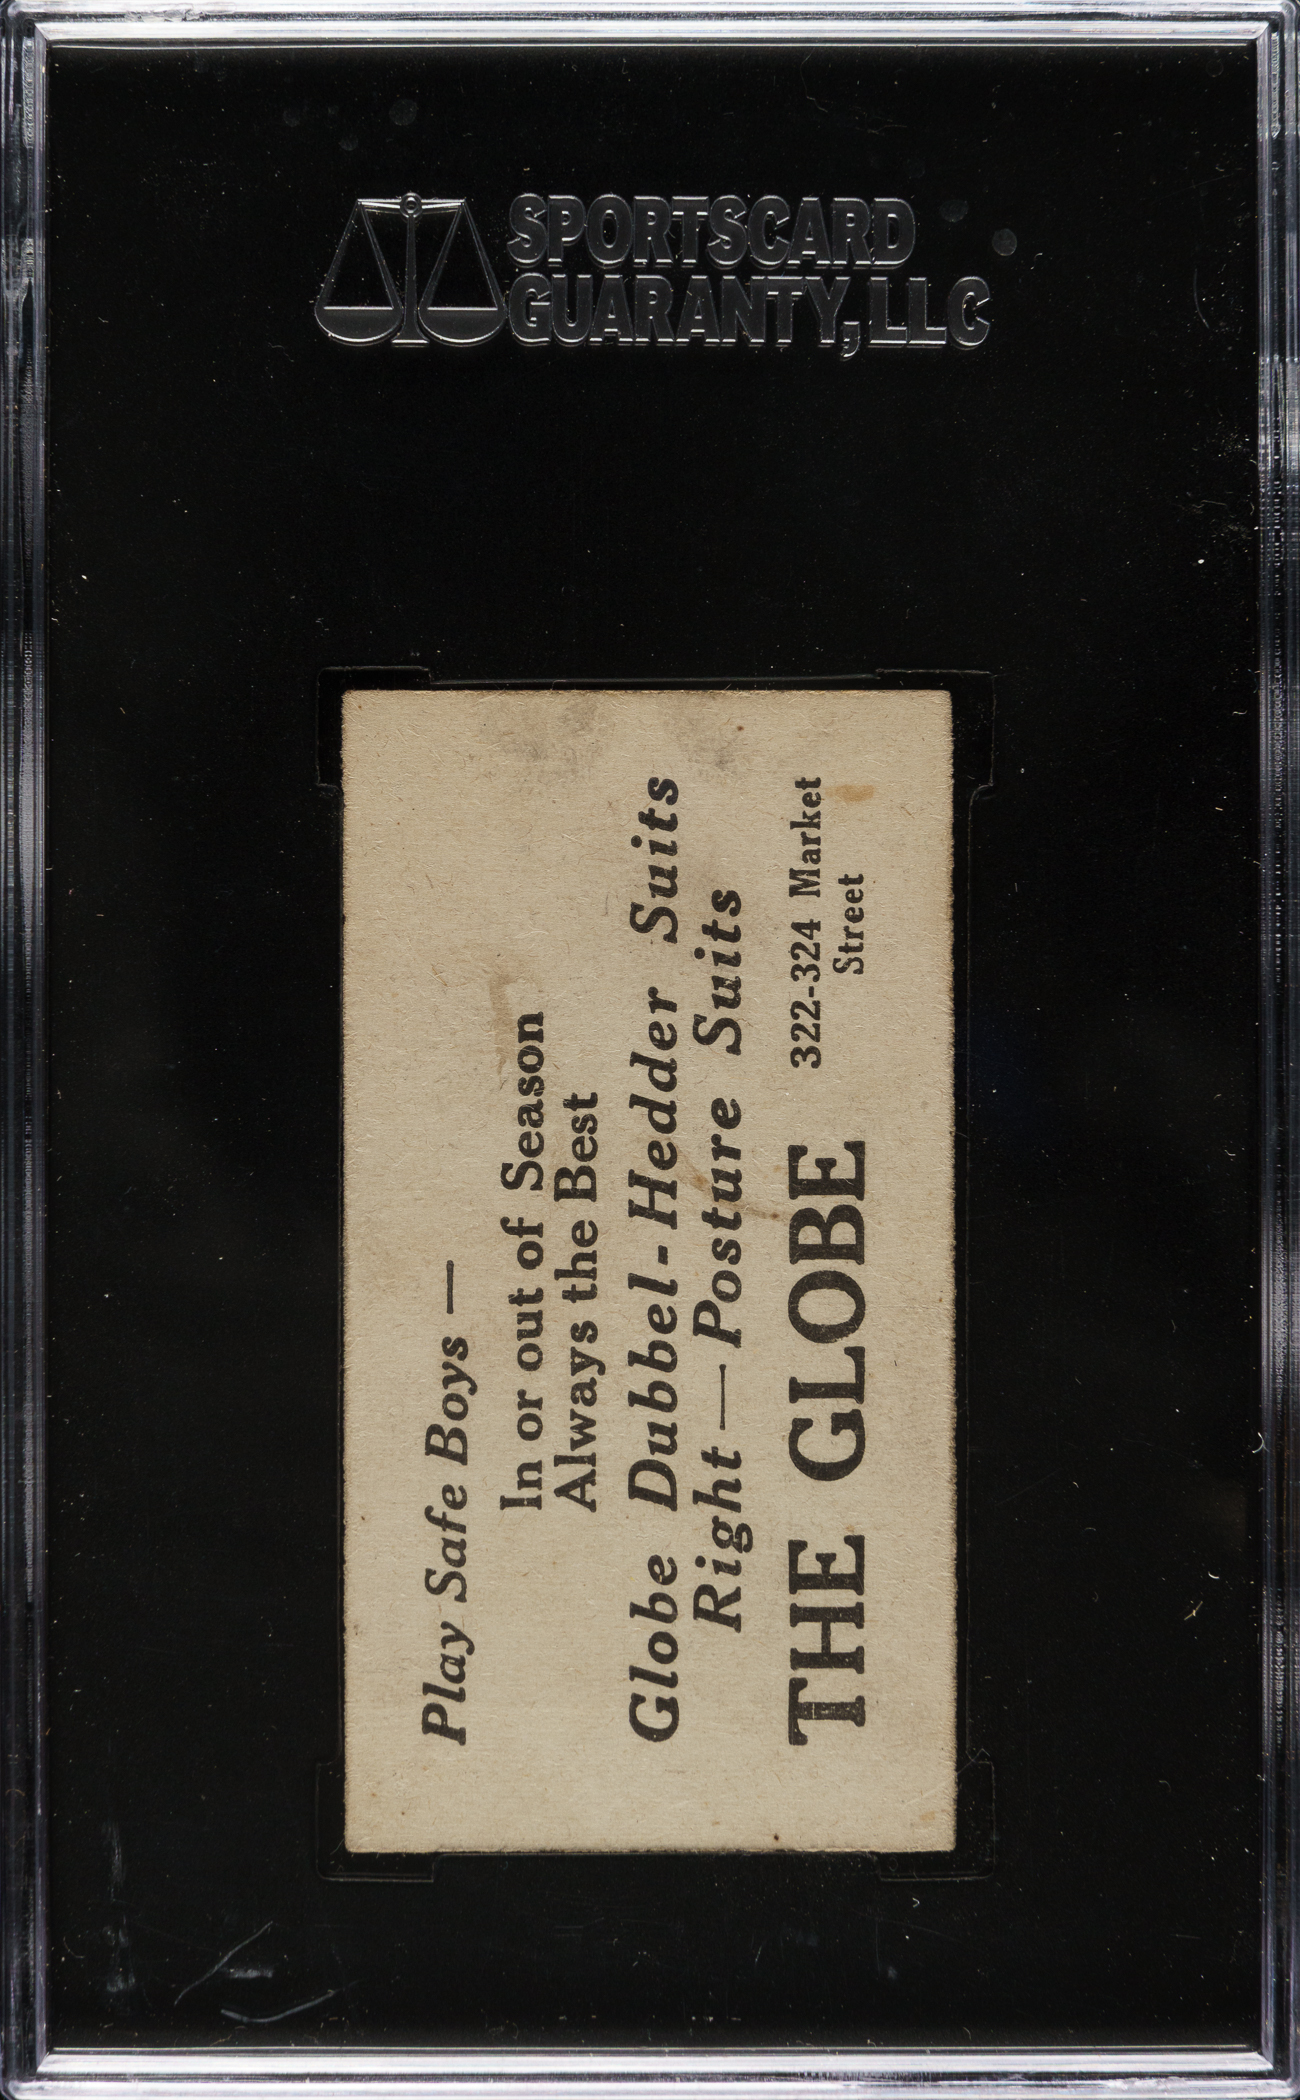 SPORTSCARD
GUARANTY, LLC
Play Safe Boys —
In or out of Season
Always the Best
Globe Dubbel-Hedder Suits
Right — Posture Suits
THE GLOBE 322-324 Market
Street